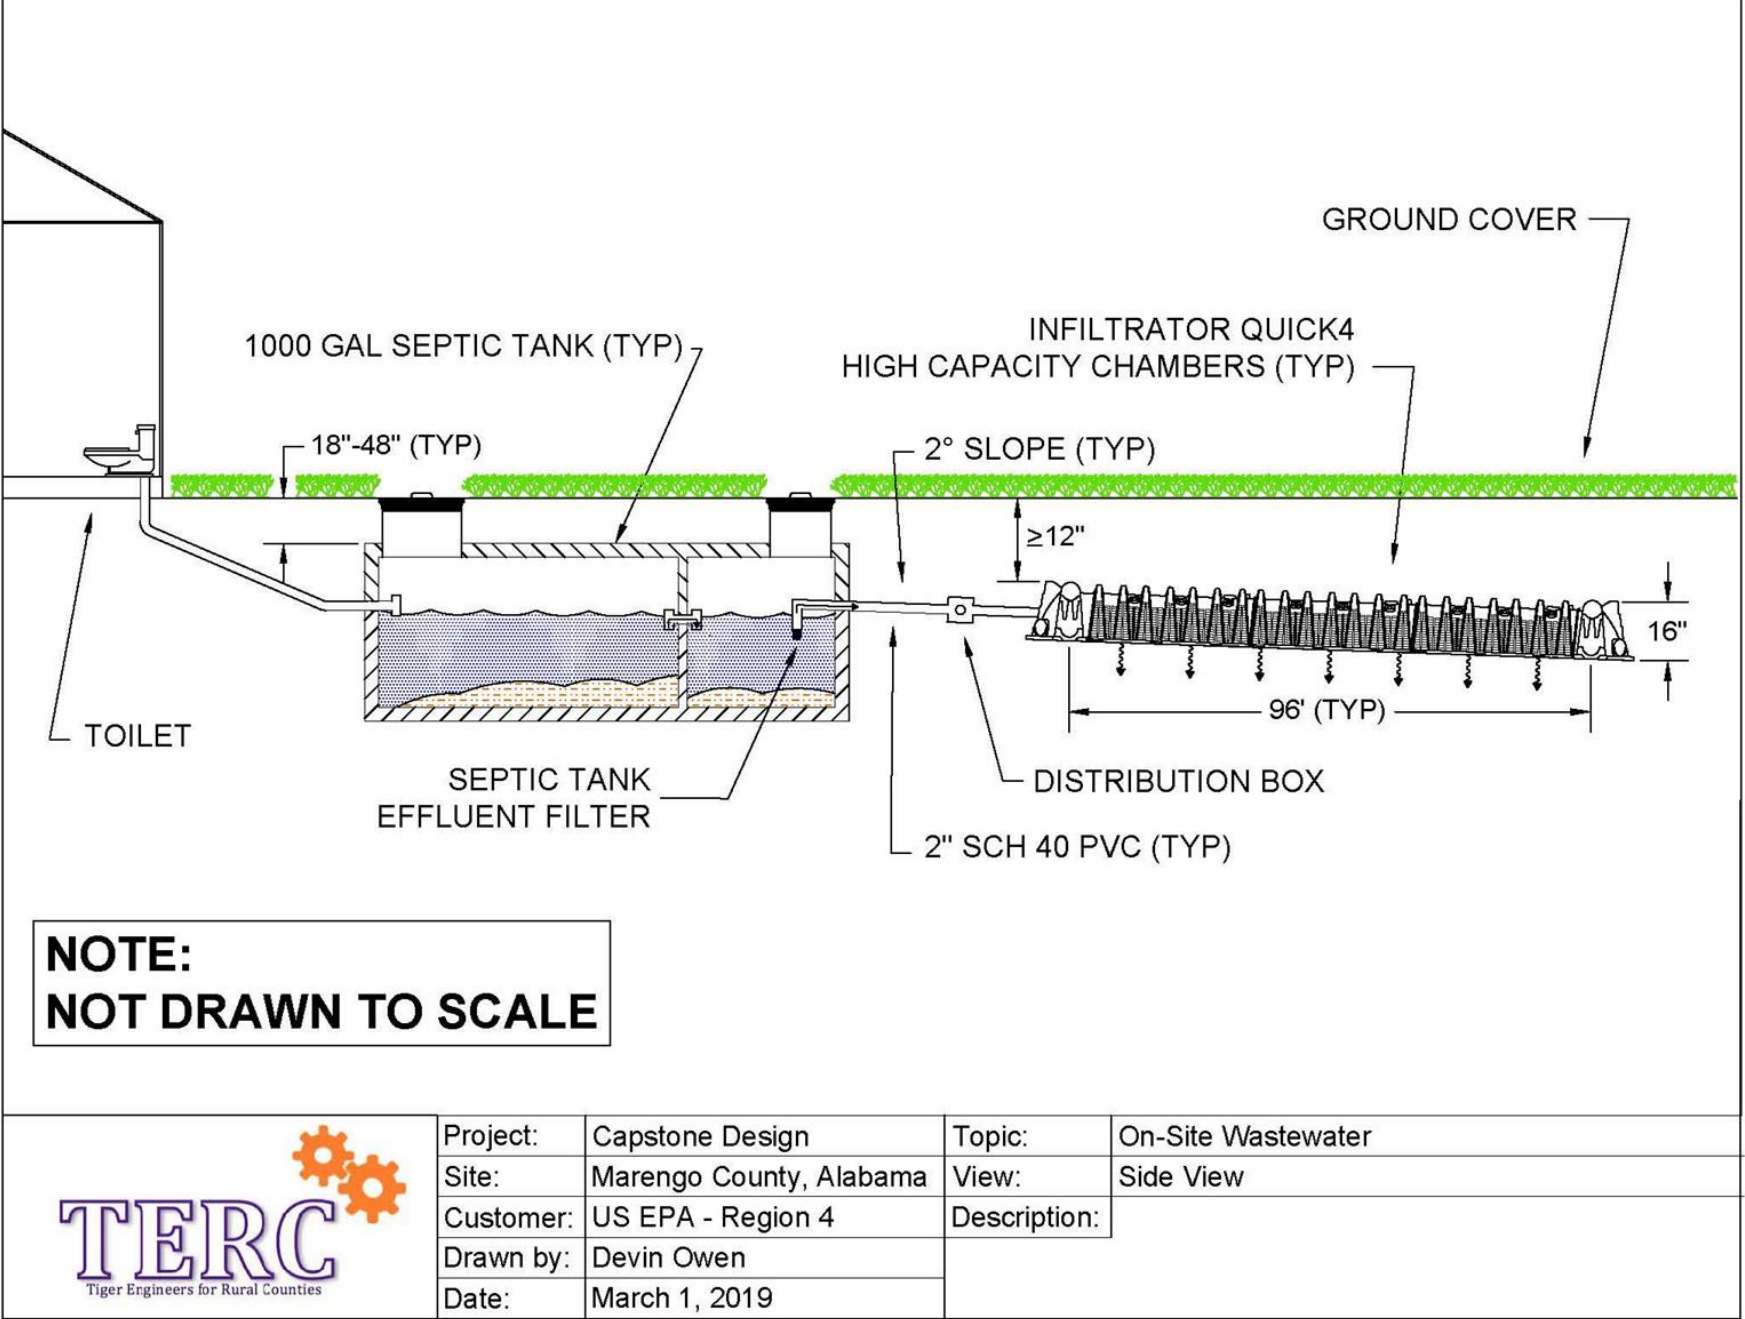 GROUND COVER
INFILTRATOR QUICK4
HIGH CAPACITY CHAMBERS (TYP)
1000 GAL SEPTIC TANK (TYP)
18"-48" (TYP)
2° SLOPE (TYP)
≥12"
16"
96' (TYP)
TOILET
SEPTIC TANK
EFFLUENT FILTER
DISTRIBUTION BOX
2" SCH 40 PVC (TYP)
NOTE:
NOT DRAWN TO SCALE
TERC
Tiger Engineers for Rural Counties
Project: Capstone Design Topic: On-Site Wastewater
Site: Marengo County, Alabama View: Side View
Customer: US EPA - Region 4 Description:
Drawn by: Devin Owen
Date: March 1, 2019